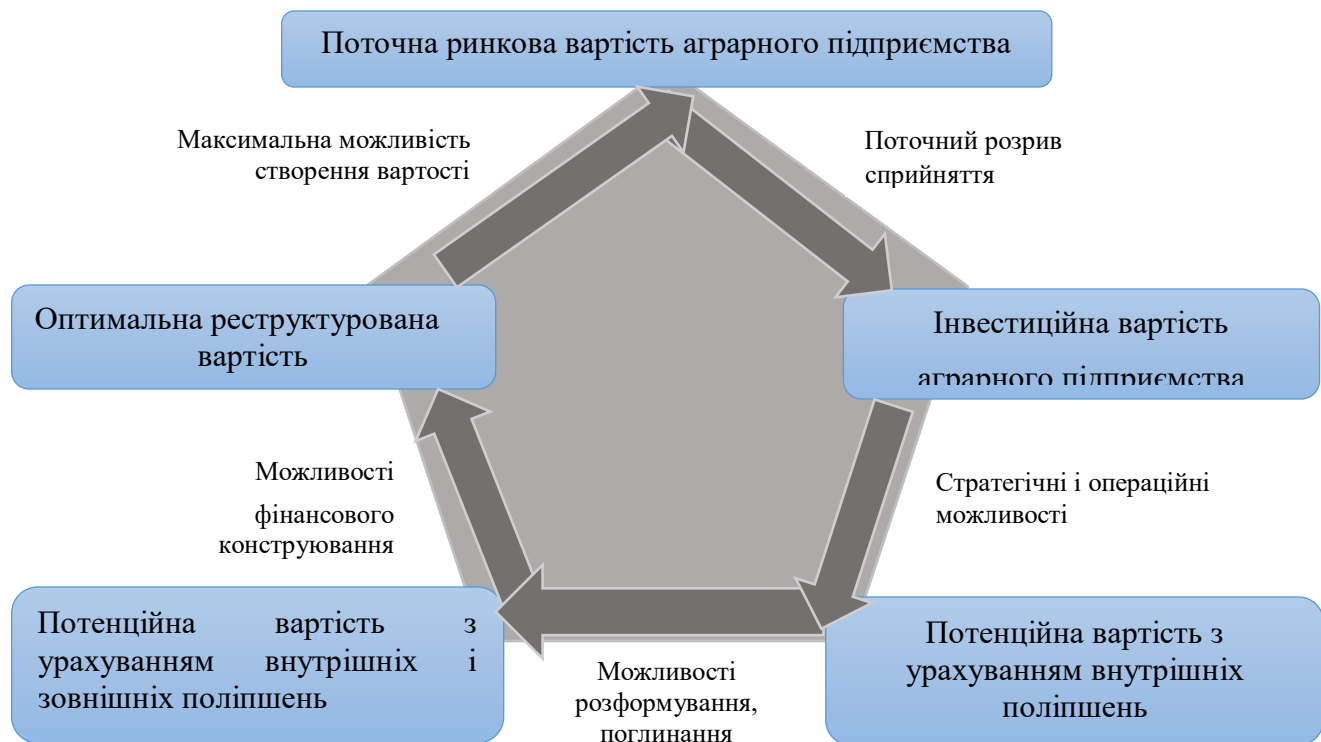 Поточна ринкова вартість аграрного підприємства
Максимальна можливість
створення вартості
Поточний розрив
сприйняття
Оптимальна реструктурована
вартість
Інвестиційна вартість
аграрного підприємства
Можливості
фінансового
конструювання
Стратегічні і операційні
можливості
Потенційна вартість з
урахуванням внутрішніх і
зовнішніх поліпшень
Можливості
розформування,
поглинання
Потенційна вартість з
урахуванням внутрішніх
поліпшень